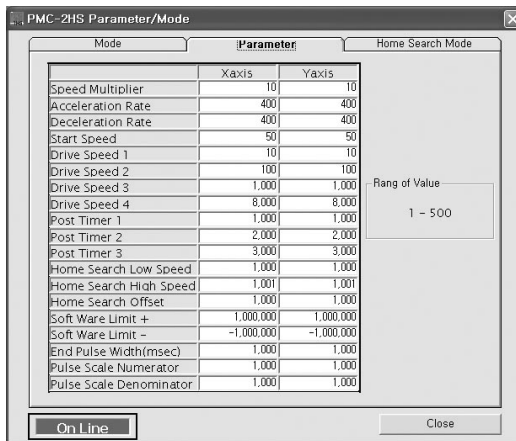 PMC-2HS Parameter/Mode
Mode Parameter Home Search Mode
Xaxis Yaxis
Speed Multiplier 10 10
Acceleration Rate 400 400
Deceleration Rate 400 400
Start Speed 50 50
Drive Speed 1 10 10
Drive Speed 2 100 100
Drive Speed 3 1,000 1,000
Drive Speed 4 8,000 8,000
Post Timer 1 1,000 1,000
Post Timer 2 2,000 2,000
Post Timer 3 3,000 3,000
Home Search Low Speed 1,000 1,000
Home Search High Speed 1,001 1,001
Home Search Offset 1,000 1,000
Soft Ware Limit + 1,000,000 1,000,000
Soft Ware Limit - -1,000,000 -1,000,000
End Pulse Width(msec) 1,000 1,000
Pulse Scale Numerator 1,000 1,000
Pulse Scale Denominator 1,000 1,000
Rang of Value
1 - 500
On Line
Close